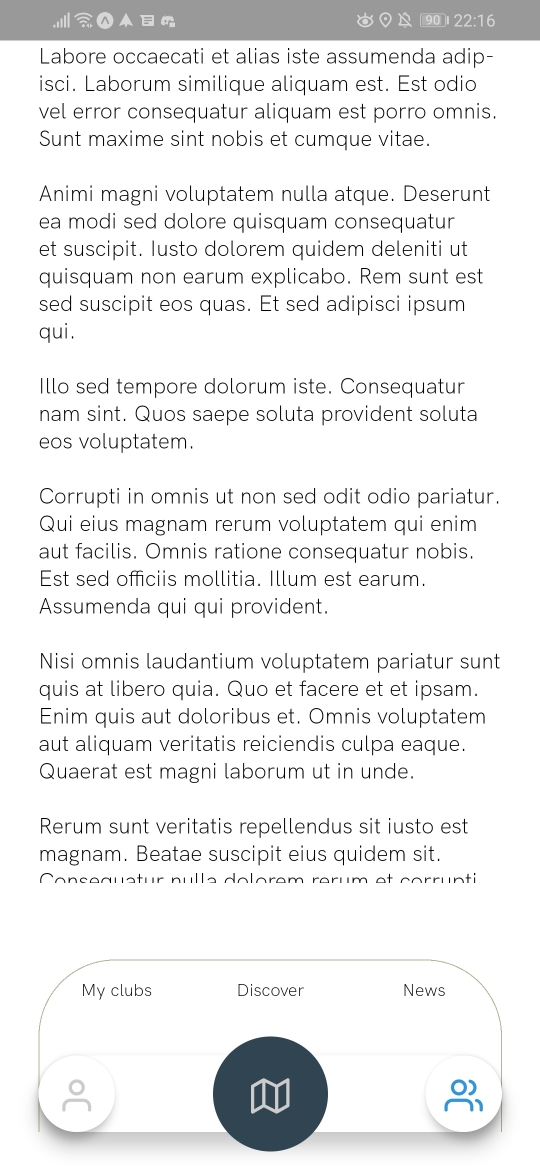 90 22:16
Labore occaecati et alias iste assumenda adip-
isci. Laborum similique aliquam est. Est odio
vel error consequatur aliquam est porro omnis.
Sunt maxime sint nobis et cumque vitae.
Animi magni voluptatem nulla atque. Deserunt
ea modi sed dolore quisquam consequatur
et suscipit. Iusto dolorem quidem deleniti ut
quisquam non earum explicabo. Rem sunt est
sed suscipit eos quas. Et sed adipisci ipsum
qui.
Illo sed tempore dolorum iste. Consequatur
nam sint. Quos saepe soluta provident soluta
eos voluptatem.
Corrupti in omnis ut non sed odit odio pariatur.
Qui eius magnam rerum voluptatem qui enim
aut facilis. Omnis ratione consequatur nobis.
Est sed officiis mollitia. Illum est earum.
Assumenda qui qui provident.
Nisi omnis laudantium voluptatem pariatur sunt
quis at libero quia. Quo et facere et et ipsam.
Enim quis aut doloribus et. Omnis voluptatem
aut aliquam veritatis reiciendis culpa eaque.
Quaerat est magni laborum ut in unde.
Rerum sunt veritatis repellendus sit iusto est
magnam. Beatae suscipit eius quidem sit.
Consequatur nulla dolorem rerum et corrupti
My clubs Discover News